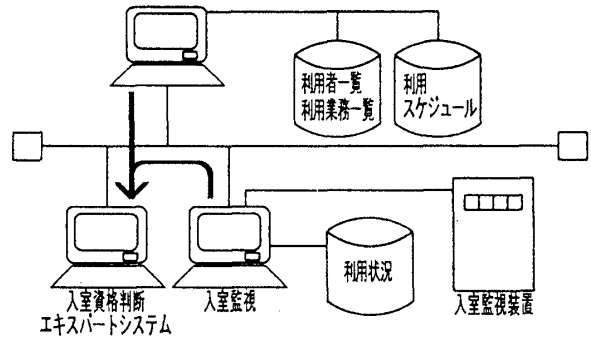 利用者一覧
利用業務一覧
利用
スケジュール
利用状況
入室資格判断
エキスパートシステム
入室監視
入室監視装置